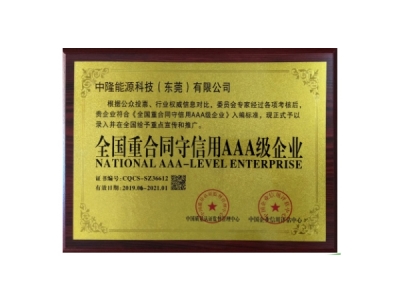 中隆能源科技（东莞）有限公司
根据公众投票、行业权威信息对比、委员会专家经过各项考核后，
贵企业符合《全国重合同守信用AAA级企业》入编标准，现正式予以
录入并在全国给予重点宣传和推广。
全国重合同守信用AAA级企业
NATIONAL AAA-LEVEL ENTERPRISE
证书编号:CQCS-SZ36612
有效日期:2019.06-2021.01